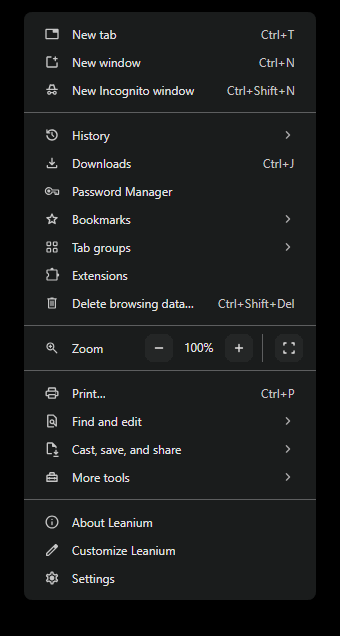 New tab Ctrl+T
New window Ctrl+N
New Incognito window Ctrl+Shift+N
History
Downloads Ctrl+J
Password Manager
Bookmarks
Tab groups
Extensions
Delete browsing data... Ctrl+Shift+Del
Zoom − 100% +
Print... Ctrl+P
Find and edit
Cast, save, and share
More tools
About Leanium
Customize Leanium
Settings